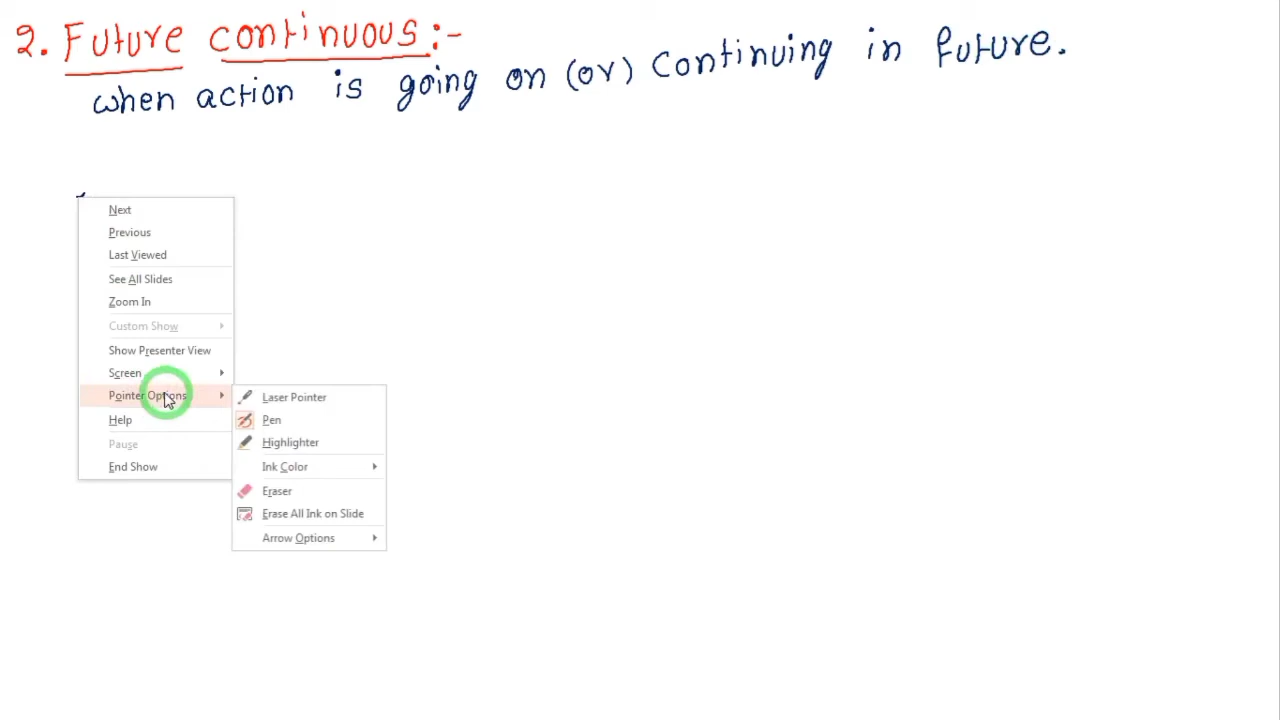 2. Future continuous:-
when action is going on (or) continuing in future.
Next
Previous
Last Viewed
See All Slides
Zoom In
Custom Show
Show Presenter View
Screen
Pointer Options
Help
Pause
End Show
Laser Pointer
Pen
Highlighter
Ink Color
Eraser
Erase All Ink on Slide
Arrow Options